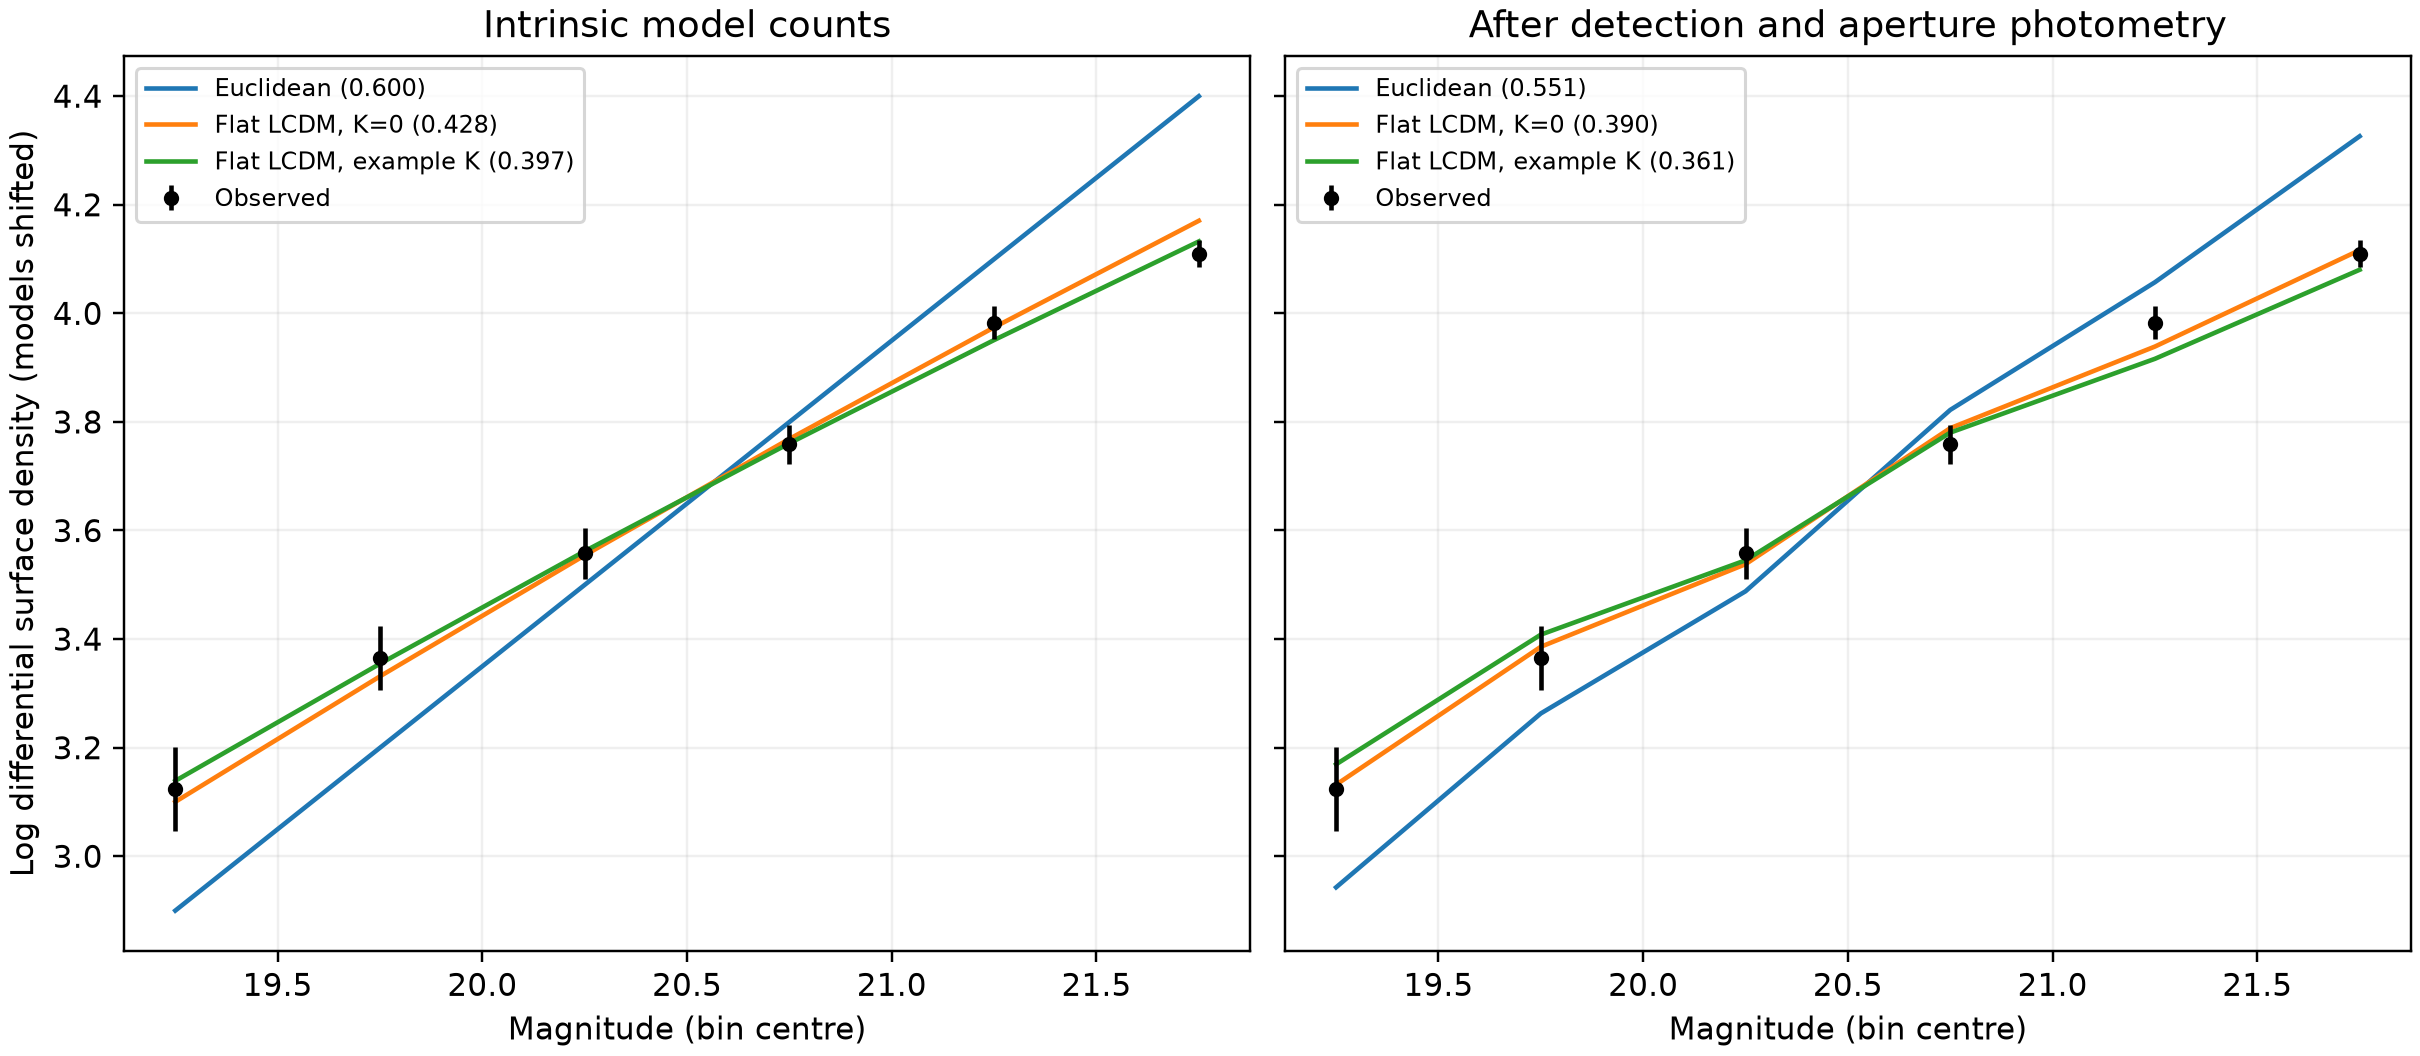 Intrinsic model counts
Euclidean (0.600)
Flat LCDM, K=0 (0.428)
Flat LCDM, example K (0.397)
Observed
Log differential surface density (models shifted)
4.4
4.2
4.0
3.8
3.6
3.4
3.2
3.0
19.5 20.0 20.5 21.0 21.5
Magnitude (bin centre)
After detection and aperture photometry
Euclidean (0.551)
Flat LCDM, K=0 (0.390)
Flat LCDM, example K (0.361)
Observed
19.5 20.0 20.5 21.0 21.5
Magnitude (bin centre)